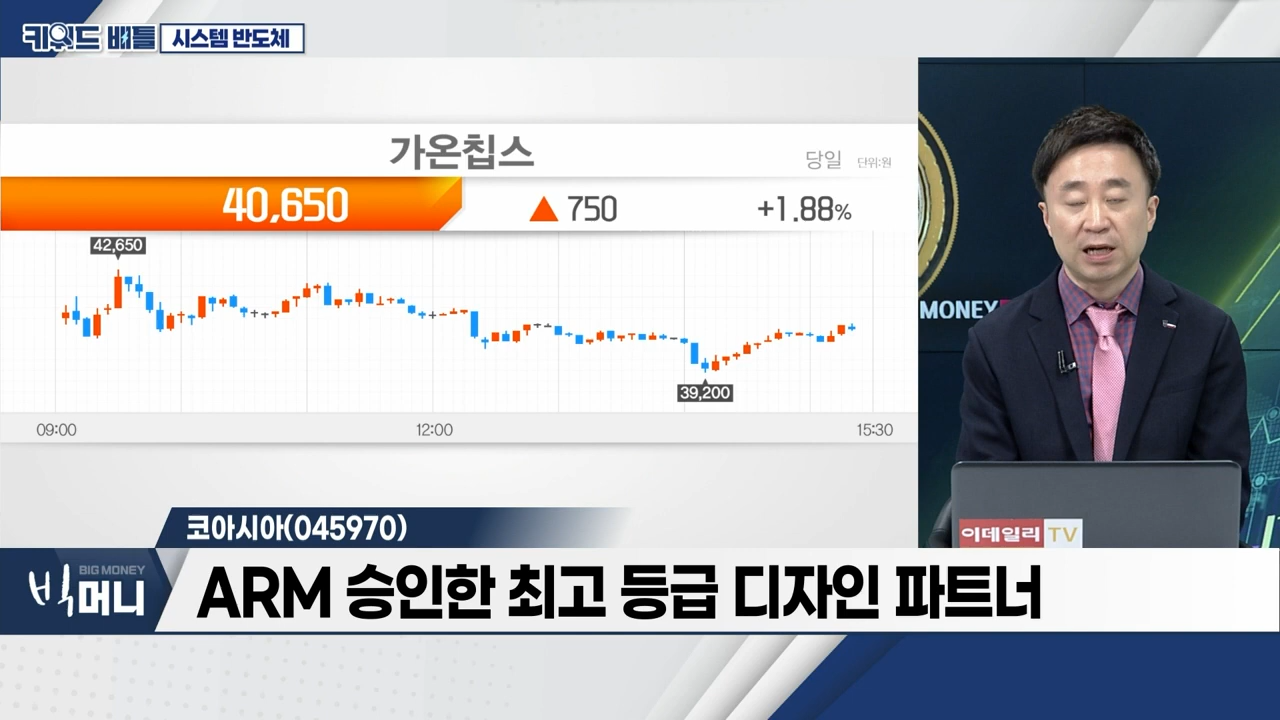 키워드 배틀 시스템 반도체
가온칩스
당일 단위:원
40,650 ▲ 750 +1.88%
42,650
39,200
09:00 12:00 15:30
MONEY
이데일리 TV
코아시아(045970)
BIG MONEY
빅머니
ARM 승인한 최고 등급 디자인 파트너